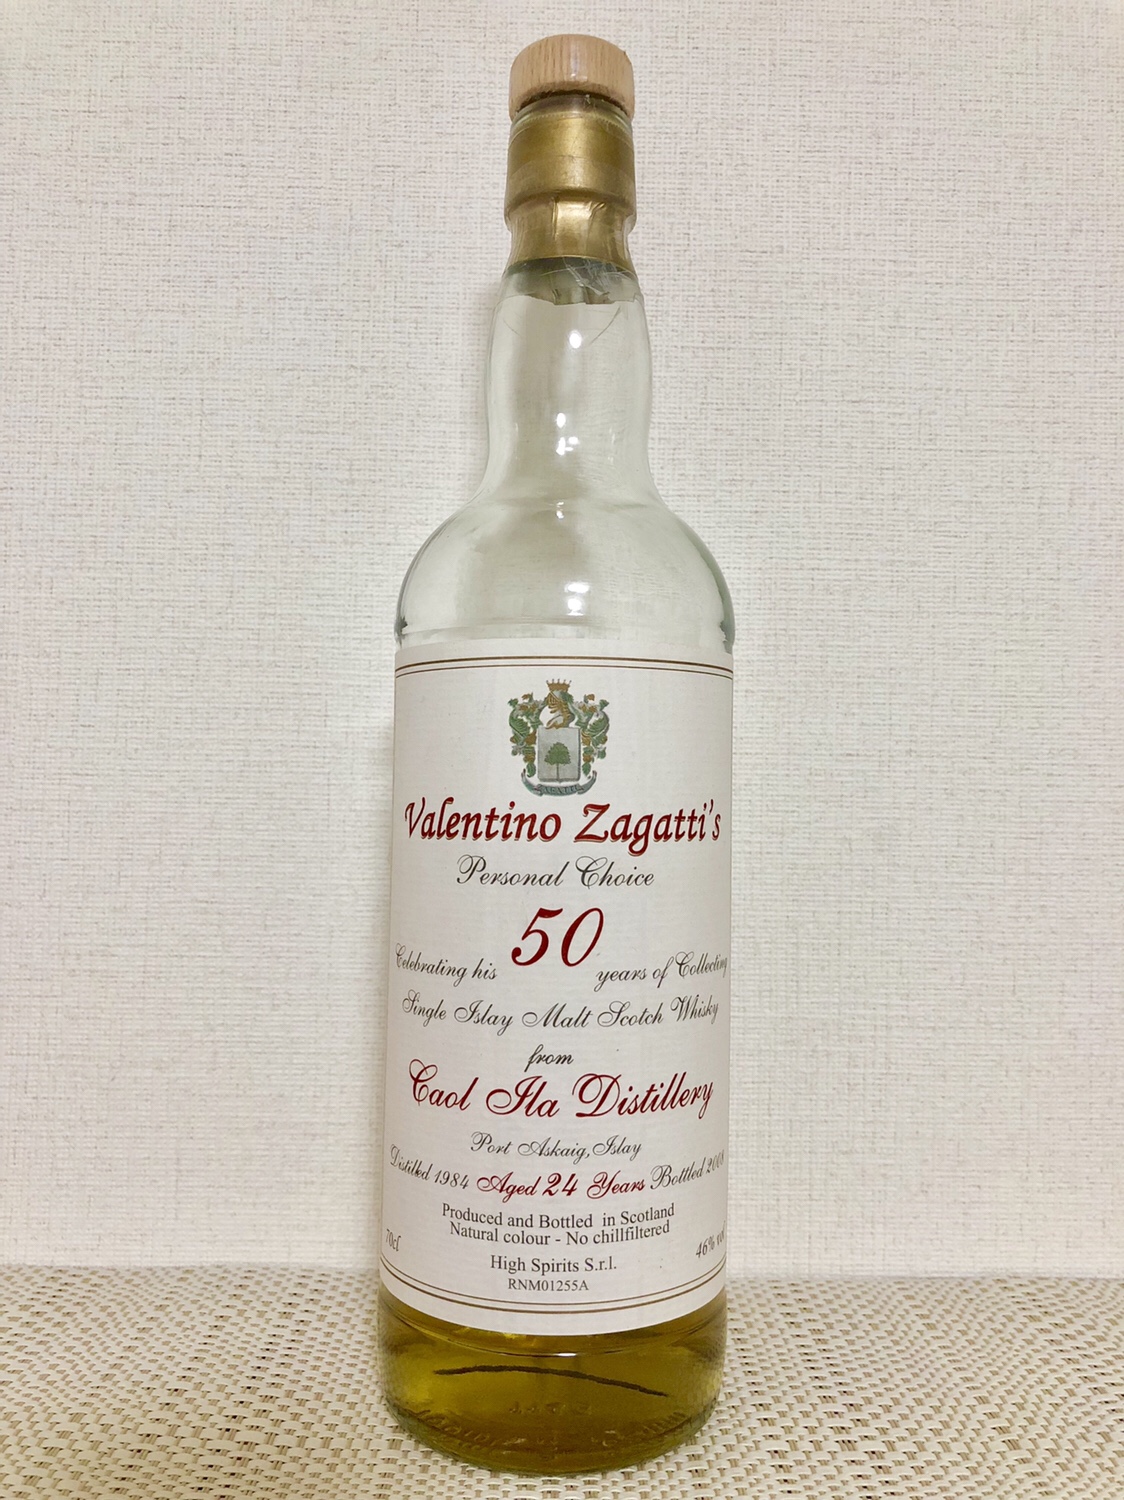 Valentino Zagatti's
Personal Choice
Celebrating his 50 years of Collecting
Single Islay Malt Scotch Whisky
from
Caol Ila Distillery
Port Askaig, Islay
Distilled 1984 Aged 24 Years Bottled 2008
Produced and Bottled in Scotland
Natural colour - No chillfiltered
70cl 46% vol
High Spirits S.r.l.
RNM01255A